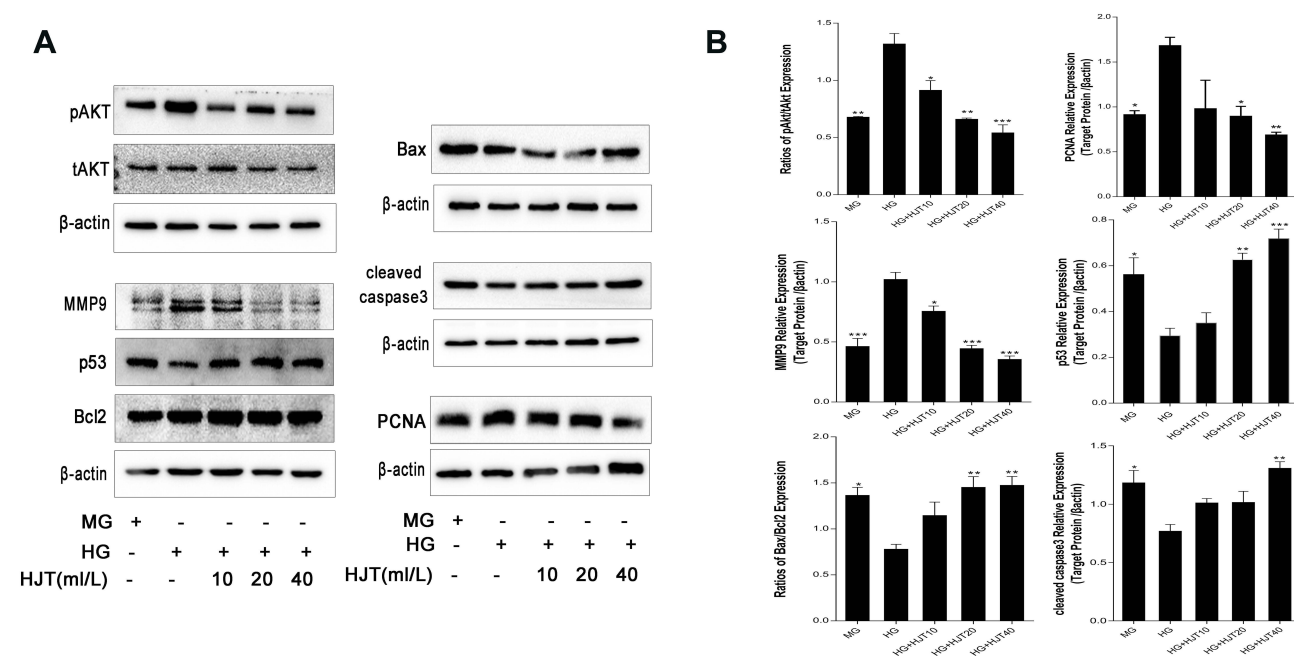 A
pAKT
tAKT
β-actin
MMP9
p53
Bcl2
β-actin
MG + - - - -
HG - + + + +
HJT(ml/L) - - 10 20 40
Bax
β-actin
cleaved
caspase3
β-actin
PCNA
β-actin
MG + - - - -
HG - + + + +
HJT(ml/L) - - 10 20 40
B
Ratios of pAkt/tAkt Expression
1.5
1.0
0.5
0.0
** * ** ***
MG HG HG+HJT10 HG+HJT20 HG+HJT40
PCNA Relative Expression
(Target Protein /βactin)
2.0
1.5
1.0
0.5
0.0
* * **
MG HG HG+HJT10 HG+HJT20 HG+HJT40
MMP9 Relative Expression
(Target Protein /βactin)
1.5
1.0
0.5
0.0
*** * *** ***
MG HG HG+HJT10 HG+HJT20 HG+HJT40
p53 Relative Expression
(Target Protein /βactin)
0.8
0.6
0.4
0.2
0.0
* ** ***
MG HG HG+HJT10 HG+HJT20 HG+HJT40
Ratios of Bax/Bcl2 Expression
2.0
1.5
1.0
0.5
0.0
* ** **
MG HG HG+HJT10 HG+HJT20 HG+HJT40
cleaved caspase3 Relative Expression
(Target Protein /βactin)
1.5
1.0
0.5
0.0
* **
MG HG HG+HJT10 HG+HJT20 HG+HJT40